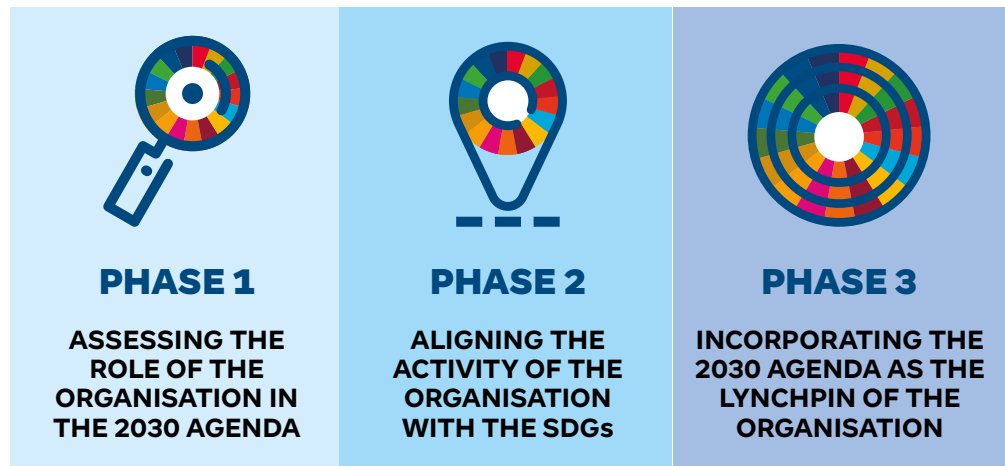 PHASE 1
ASSESSING THE
ROLE OF THE
ORGANISATION IN
THE 2030 AGENDA
PHASE 2
ALIGNING THE
ACTIVITY OF THE
ORGANISATION
WITH THE SDGs
PHASE 3
INCORPORATING THE
2030 AGENDA AS THE
LYNCHPIN OF THE
ORGANISATION